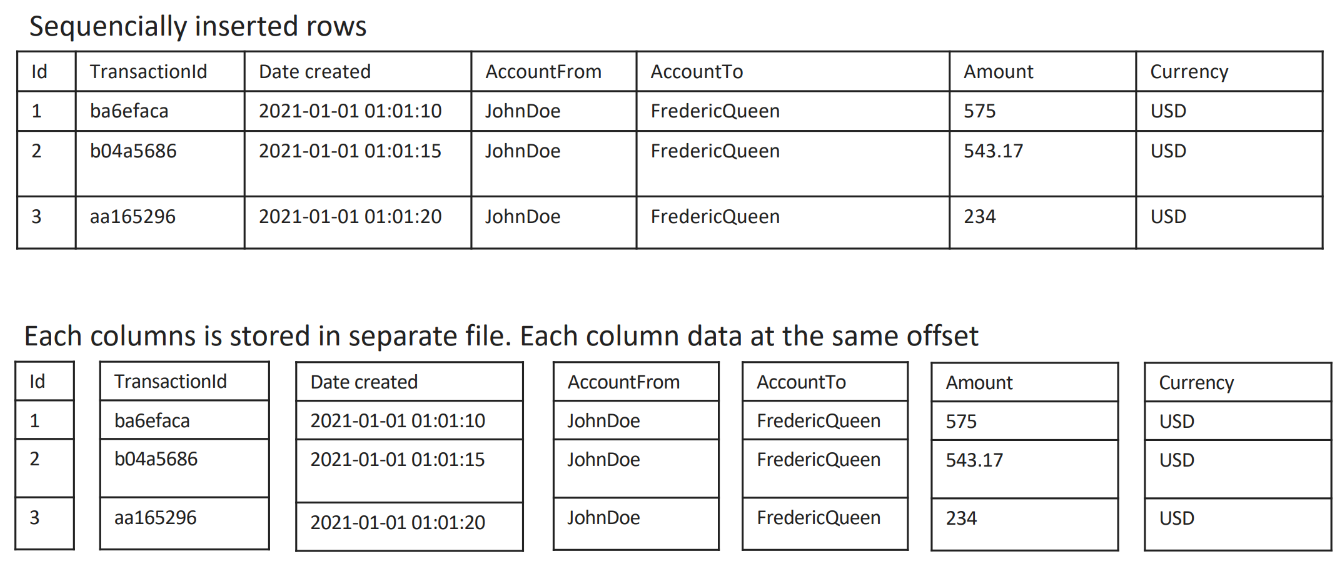 Sequencially inserted rows
Id TransactionId Date created AccountFrom AccountTo Amount Currency
1 ba6efaca 2021-01-01 01:01:10 JohnDoe FredericQueen 575 USD
2 b04a5686 2021-01-01 01:01:15 JohnDoe FredericQueen 543.17 USD
3 aa165296 2021-01-01 01:01:20 JohnDoe FredericQueen 234 USD
Each columns is stored in separate file. Each column data at the same offset
Id TransactionId Date created AccountFrom AccountTo Amount Currency
1 ba6efaca 2021-01-01 01:01:10 JohnDoe FredericQueen 575 USD
2 b04a5686 2021-01-01 01:01:15 JohnDoe FredericQueen 543.17 USD
3 aa165296 2021-01-01 01:01:20 JohnDoe FredericQueen 234 USD